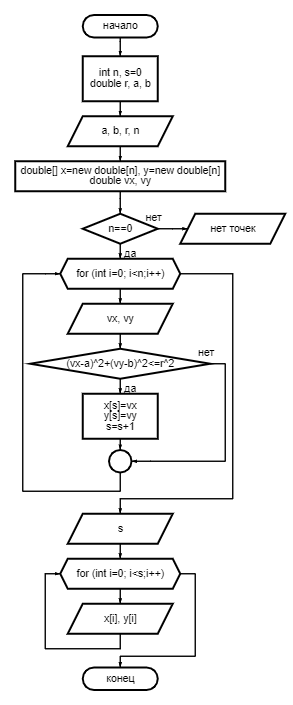 начало
int n, s=0
double r, a, b
a, b, r, n
double[] x=new double[n], y=new double[n]
double vx, vy
n==0
нет
нет точек
да
for (int i=0; i<n;i++)
vx, vy
(vx-a)^2+(vy-b)^2<=r^2
нет
да
x[s]=vx
y[s]=vy
s=s+1
s
for (int i=0; i<s;i++)
x[i], y[i]
конец